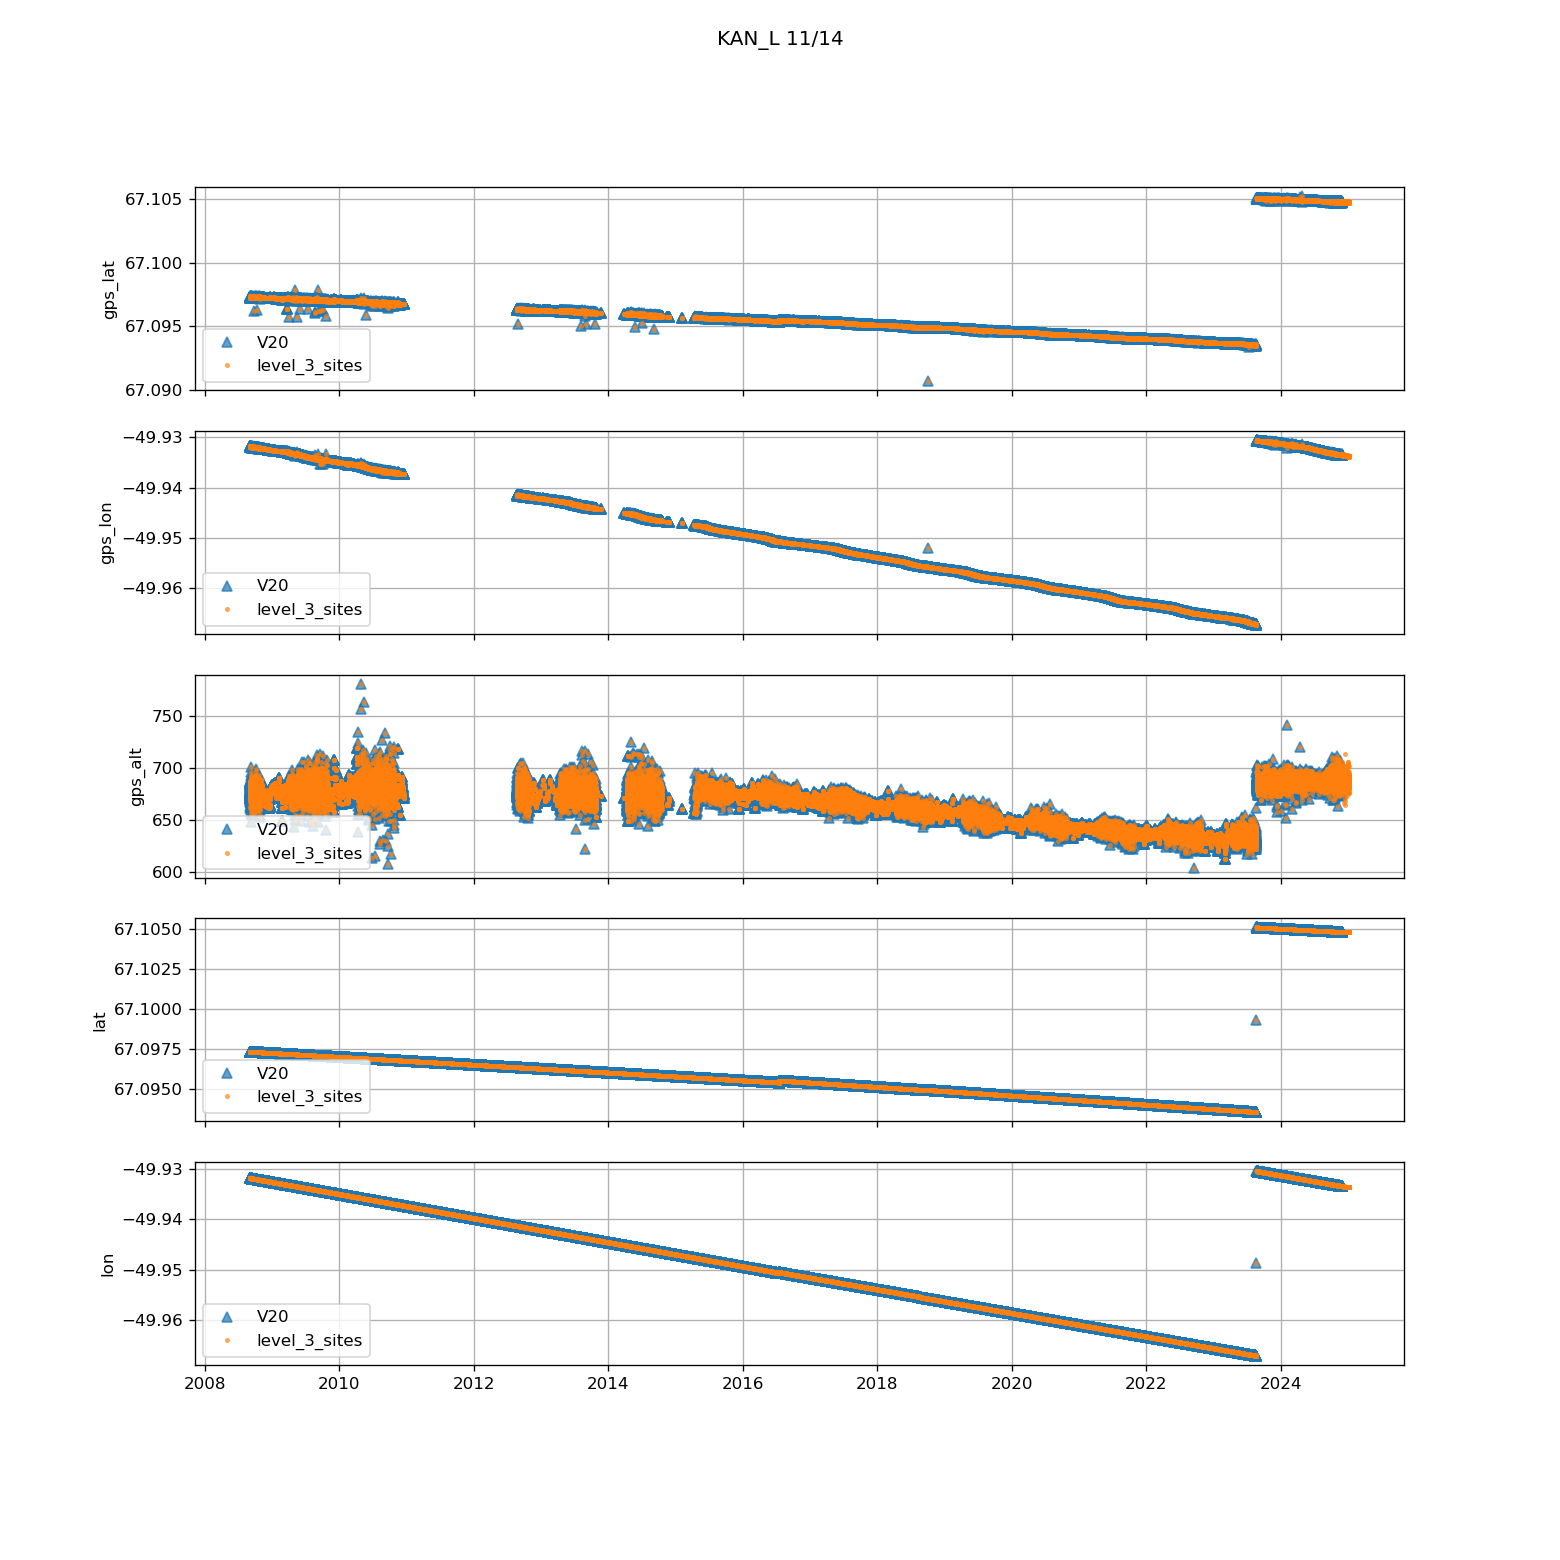 KAN_L 11/14
67.105
67.100
67.095
67.090
gps_lat
V20
level_3_sites
−49.93
−49.94
−49.95
−49.96
gps_lon
V20
level_3_sites
750
700
650
600
gps_alt
V20
level_3_sites
67.1050
67.1025
67.1000
67.0975
67.0950
lat
V20
level_3_sites
−49.93
−49.94
−49.95
−49.96
lon
V20
level_3_sites
2008 2010 2012 2014 2016 2018 2020 2022 2024